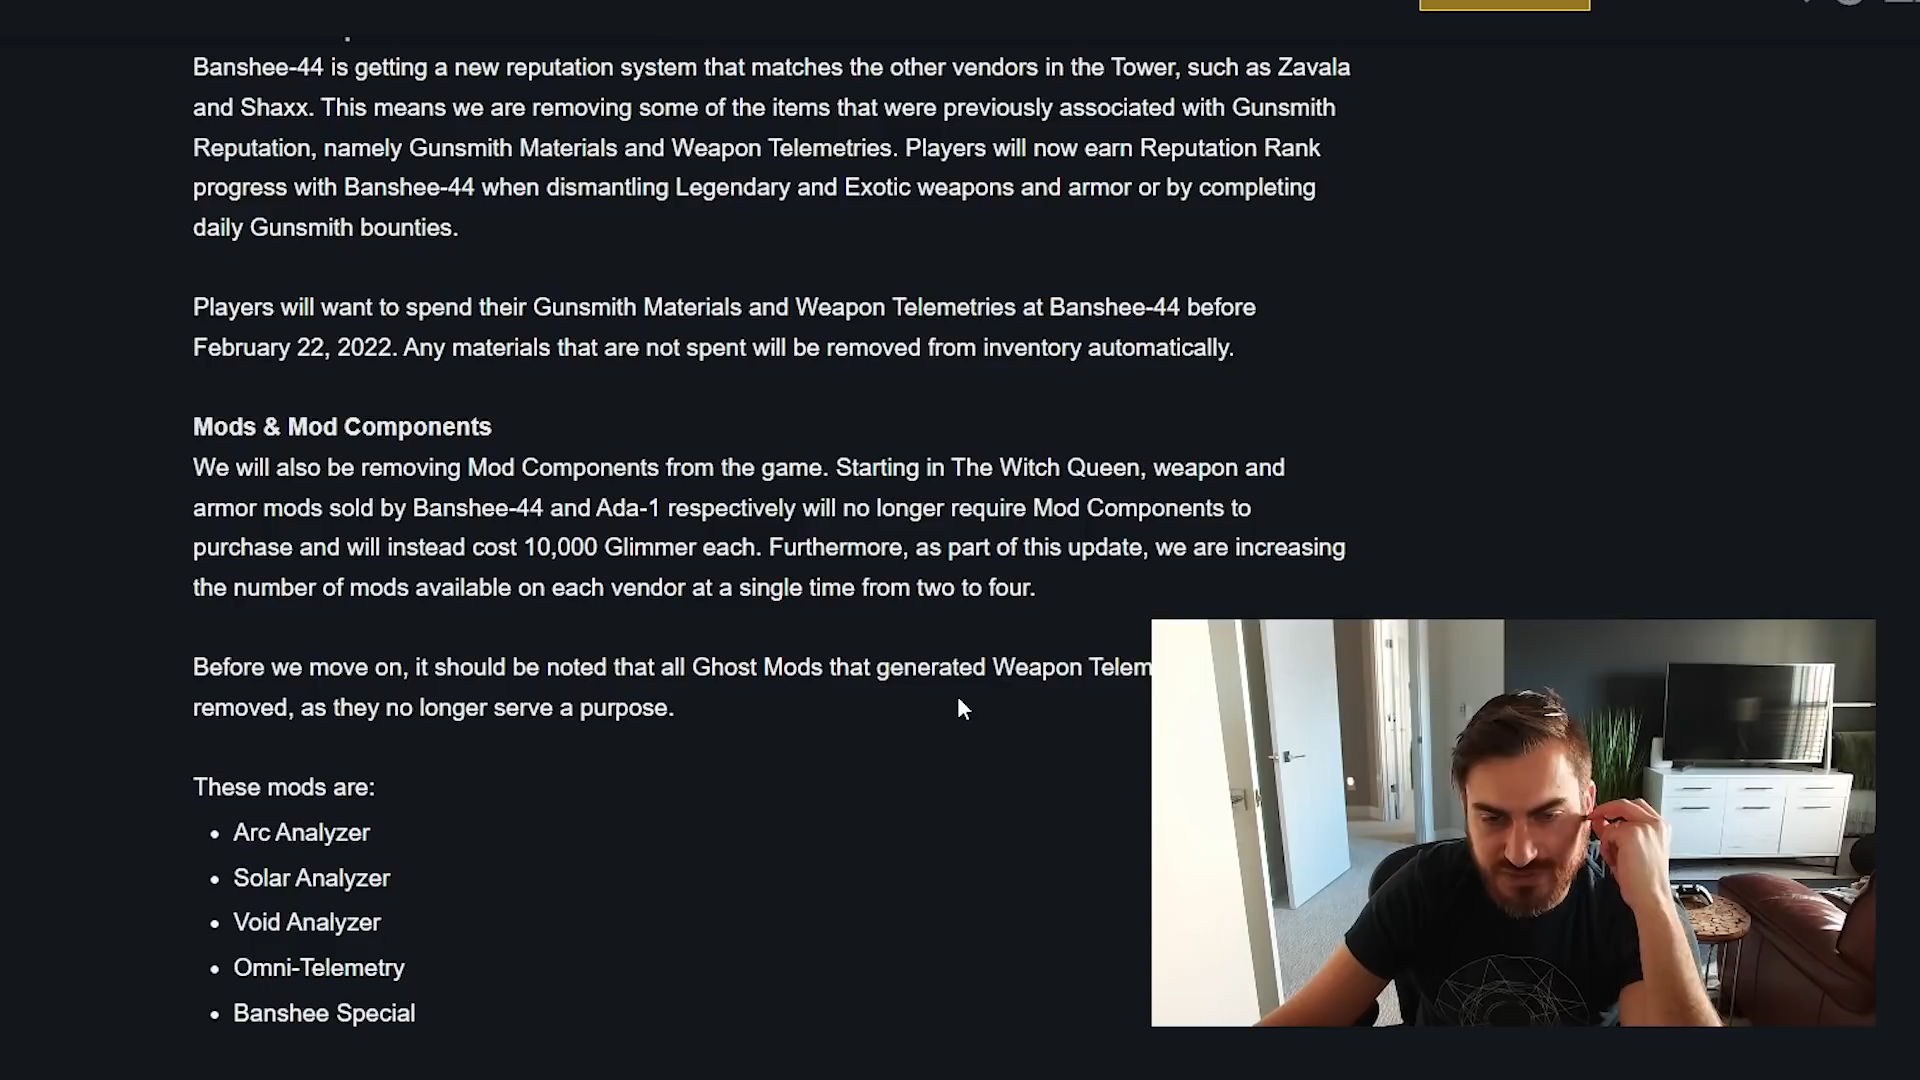 Banshee-44 is getting a new reputation system that matches the other vendors in the Tower, such as Zavala
and Shaxx. This means we are removing some of the items that were previously associated with Gunsmith
Reputation, namely Gunsmith Materials and Weapon Telemetries. Players will now earn Reputation Rank
progress with Banshee-44 when dismantling Legendary and Exotic weapons and armor or by completing
daily Gunsmith bounties.
Players will want to spend their Gunsmith Materials and Weapon Telemetries at Banshee-44 before
February 22, 2022. Any materials that are not spent will be removed from inventory automatically.
Mods & Mod Components
We will also be removing Mod Components from the game. Starting in The Witch Queen, weapon and
armor mods sold by Banshee-44 and Ada-1 respectively will no longer require Mod Components to
purchase and will instead cost 10,000 Glimmer each. Furthermore, as part of this update, we are increasing
the number of mods available on each vendor at a single time from two to four.
Before we move on, it should be noted that all Ghost Mods that generated Weapon Telem
removed, as they no longer serve a purpose.
These mods are:
• Arc Analyzer
• Solar Analyzer
• Void Analyzer
• Omni-Telemetry
• Banshee Special